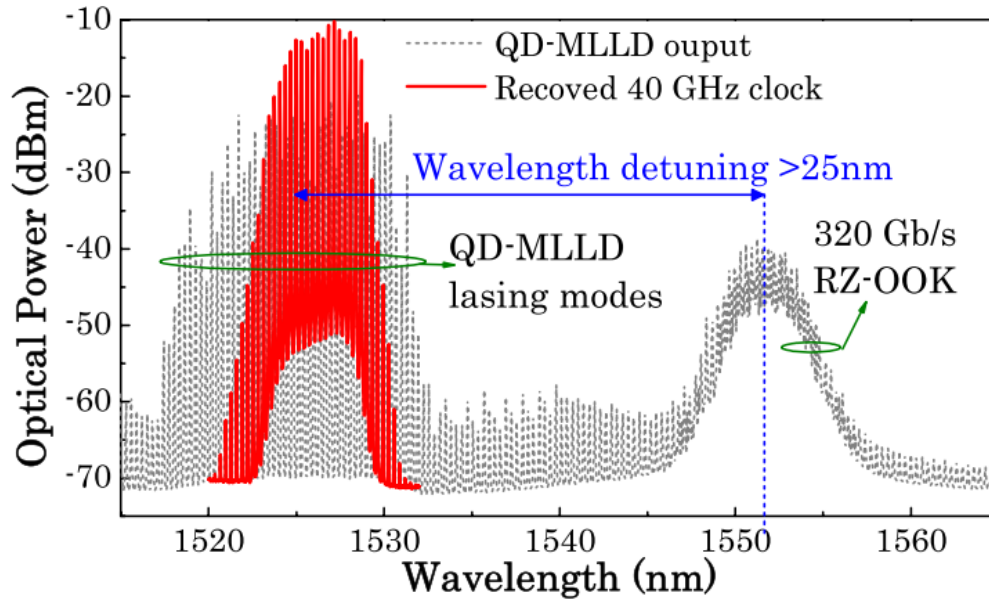 -10
-20
-30
-40
-50
-60
-70
Optical Power (dBm)
QD-MLLD ouput
Recoved 40 GHz clock
Wavelength detuning >25nm
QD-MLLD
lasing modes
320 Gb/s
RZ-OOK
1520
1530
1540
1550
1560
Wavelength (nm)